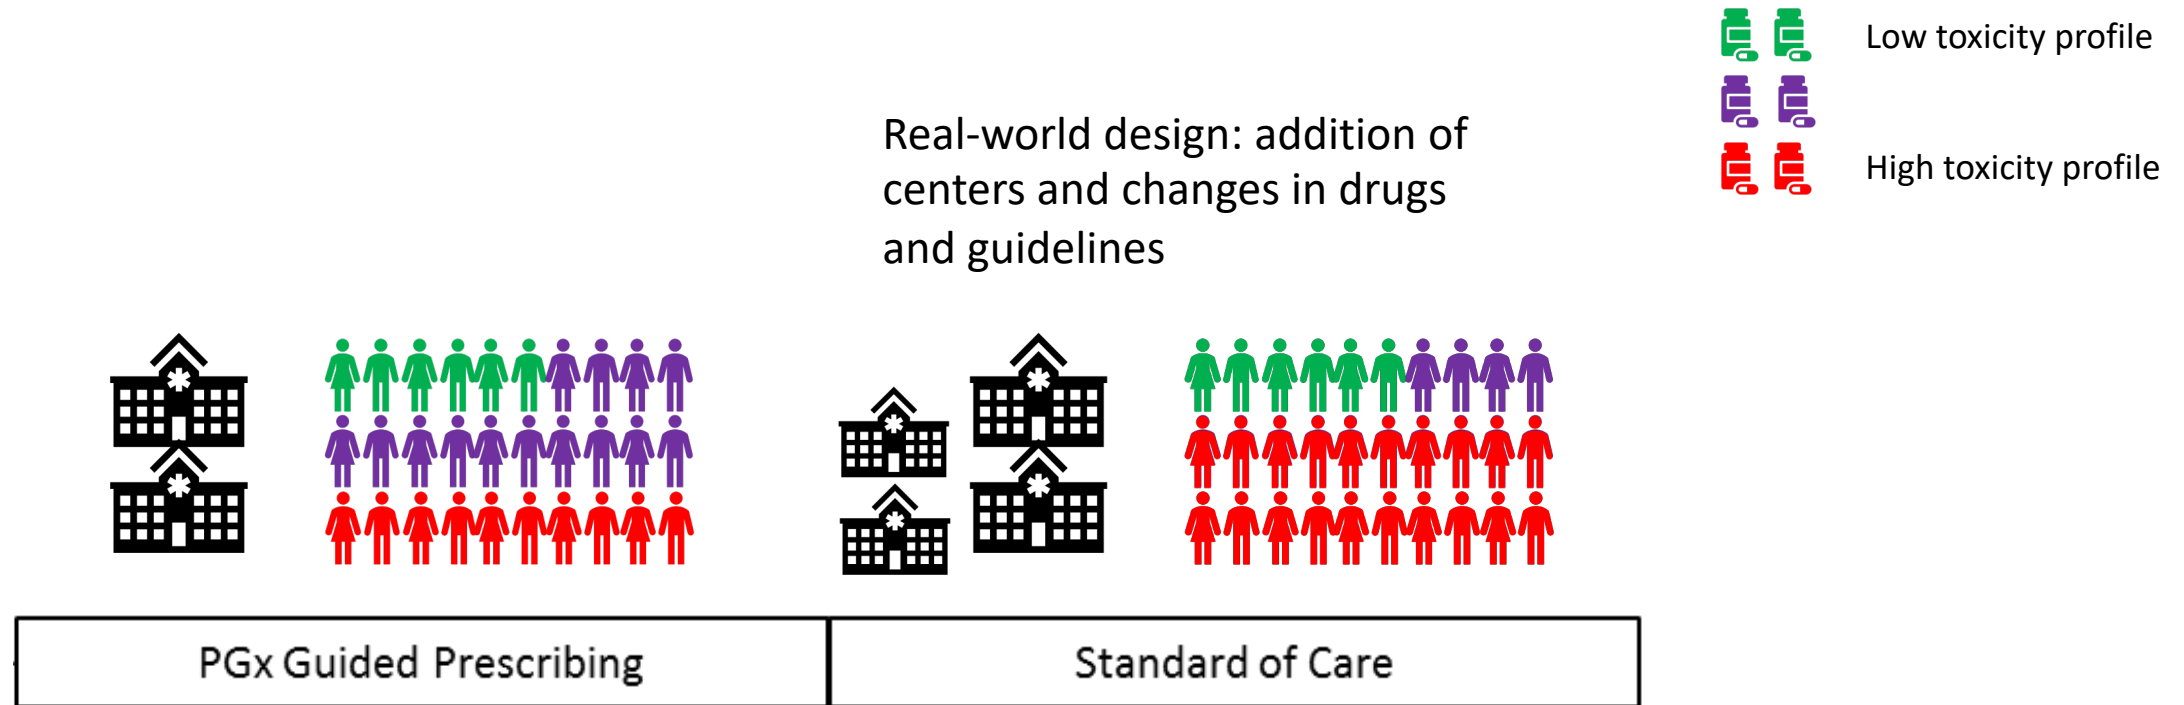 Low toxicity profile
Real-world design: addition of
centers and changes in drugs
and guidelines
High toxicity profile
PGx Guided Prescribing
Standard of Care